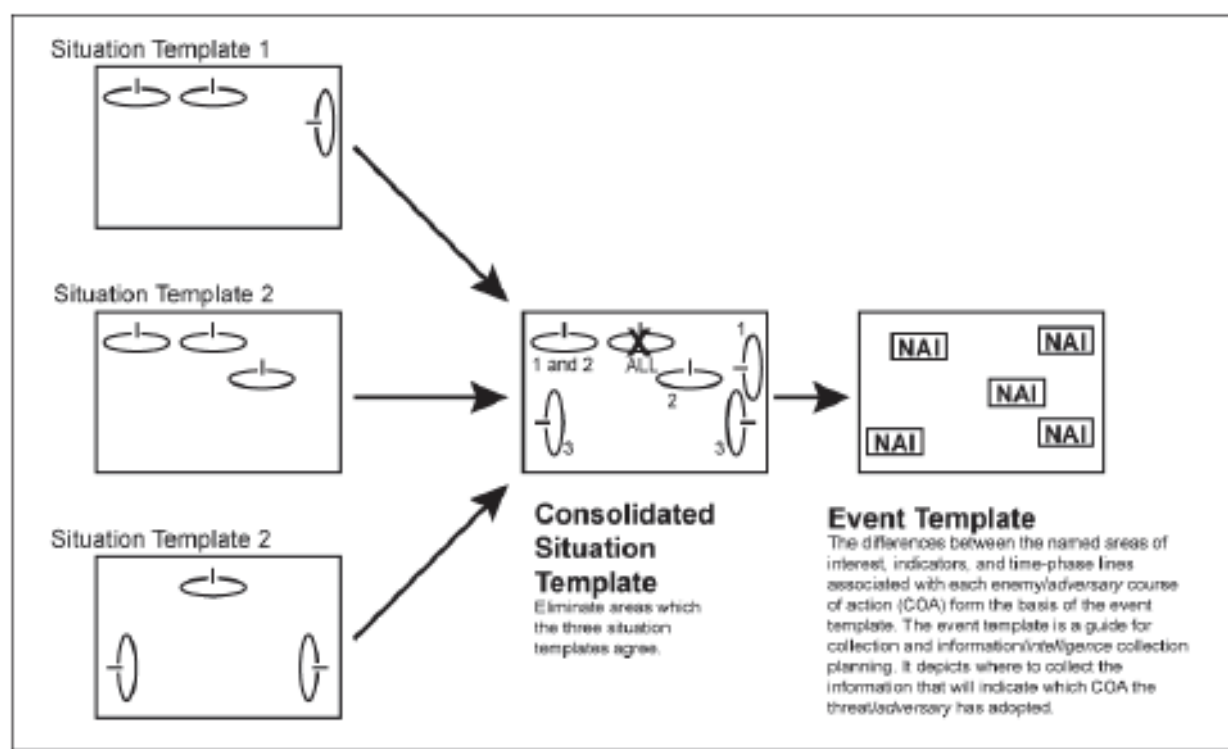 Situation Template 1
Situation Template 2
Situation Template 2
1 and 2
ALL
1
2
3
3
NAI
NAI
NAI
NAI
NAI
Consolidated
Situation
Template
Eliminate areas which
the three situation
templates agree.
Event Template
The differences between the named areas of
interest, indicators, and time-phase lines
associated with each enemy/adversary course
of action (COA) form the basis of the event
template. The event template is a guide for
collection and information/intelligence collection
planning. It depicts where to collect the
information that will indicate which COA the
threat/adversary has adopted.